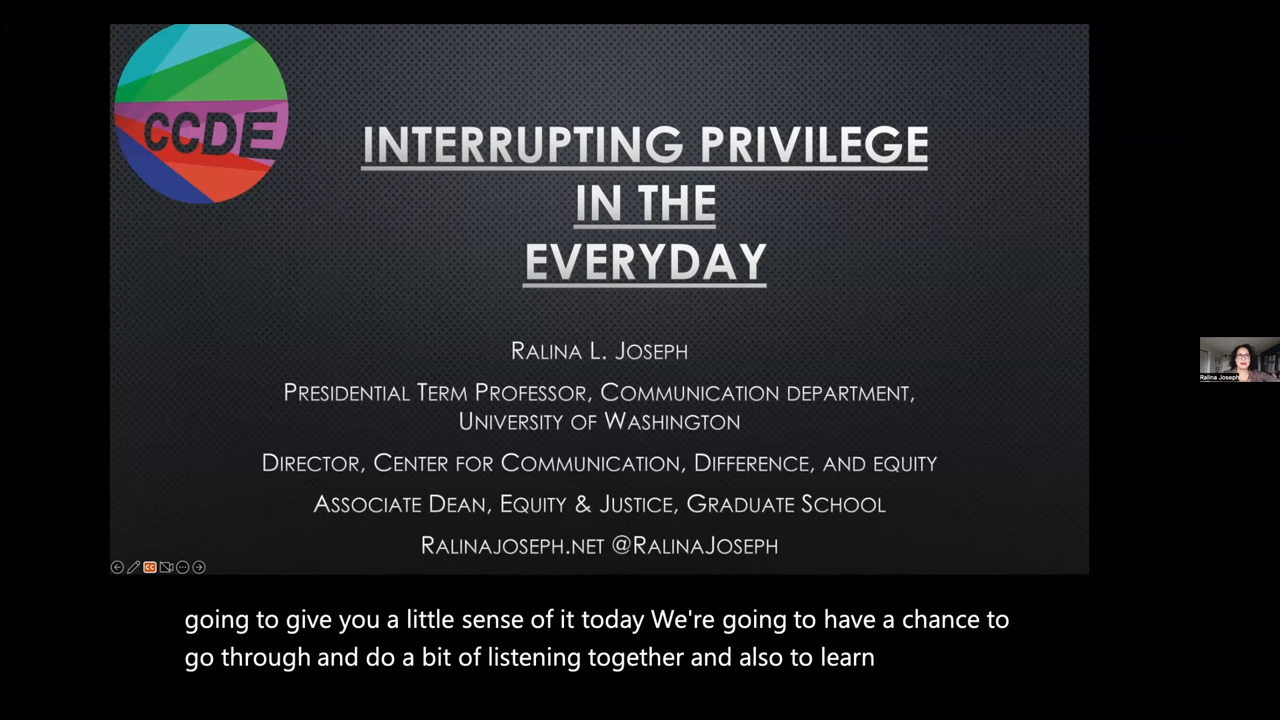 CCDE
INTERRUPTING PRIVILEGE
IN THE
EVERYDAY
RALINA L. JOSEPH
PRESIDENTIAL TERM PROFESSOR, COMMUNICATION DEPARTMENT,
UNIVERSITY OF WASHINGTON
DIRECTOR, CENTER FOR COMMUNICATION, DIFFERENCE, AND EQUITY
ASSOCIATE DEAN, EQUITY & JUSTICE, GRADUATE SCHOOL
RALINAJOSEPH.NET @RALINAJOSEPH
Ralina Joseph
CC
going to give you a little sense of it today We're going to have a chance to
go through and do a bit of listening together and also to learn